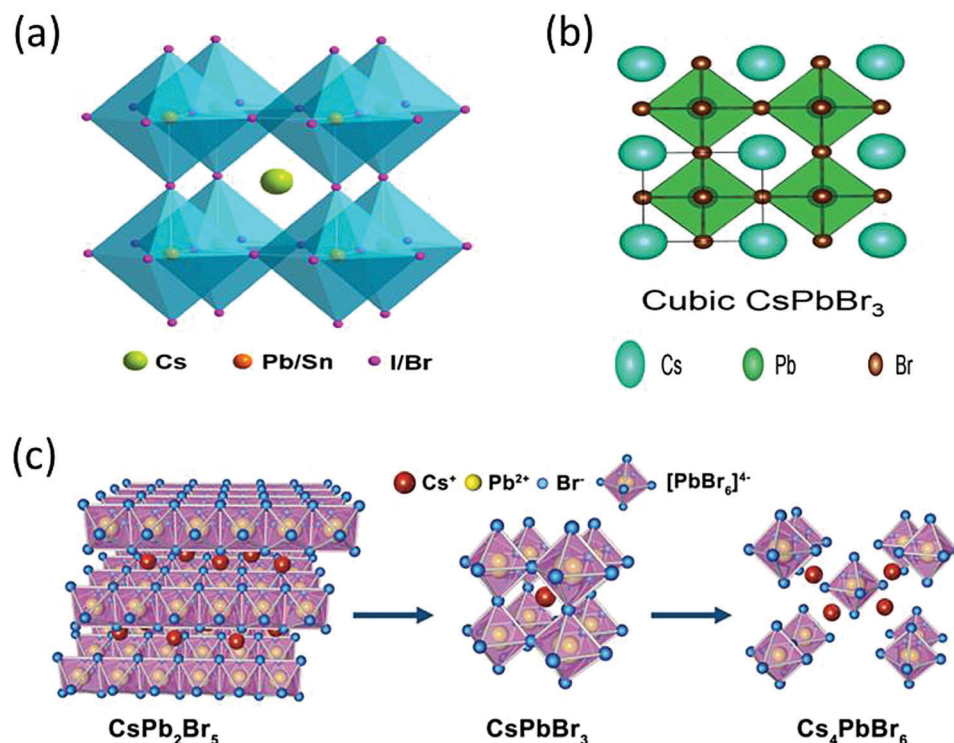 (a)
Cs Pb/Sn I/Br
(b)
Cubic CsPbBr₃
Cs Pb Br
(c)
Cs⁺ Pb²⁺ Br⁻ [PbBr₆]⁴⁻
CsPb₂Br₅ CsPbBr₃ Cs₄PbBr₆